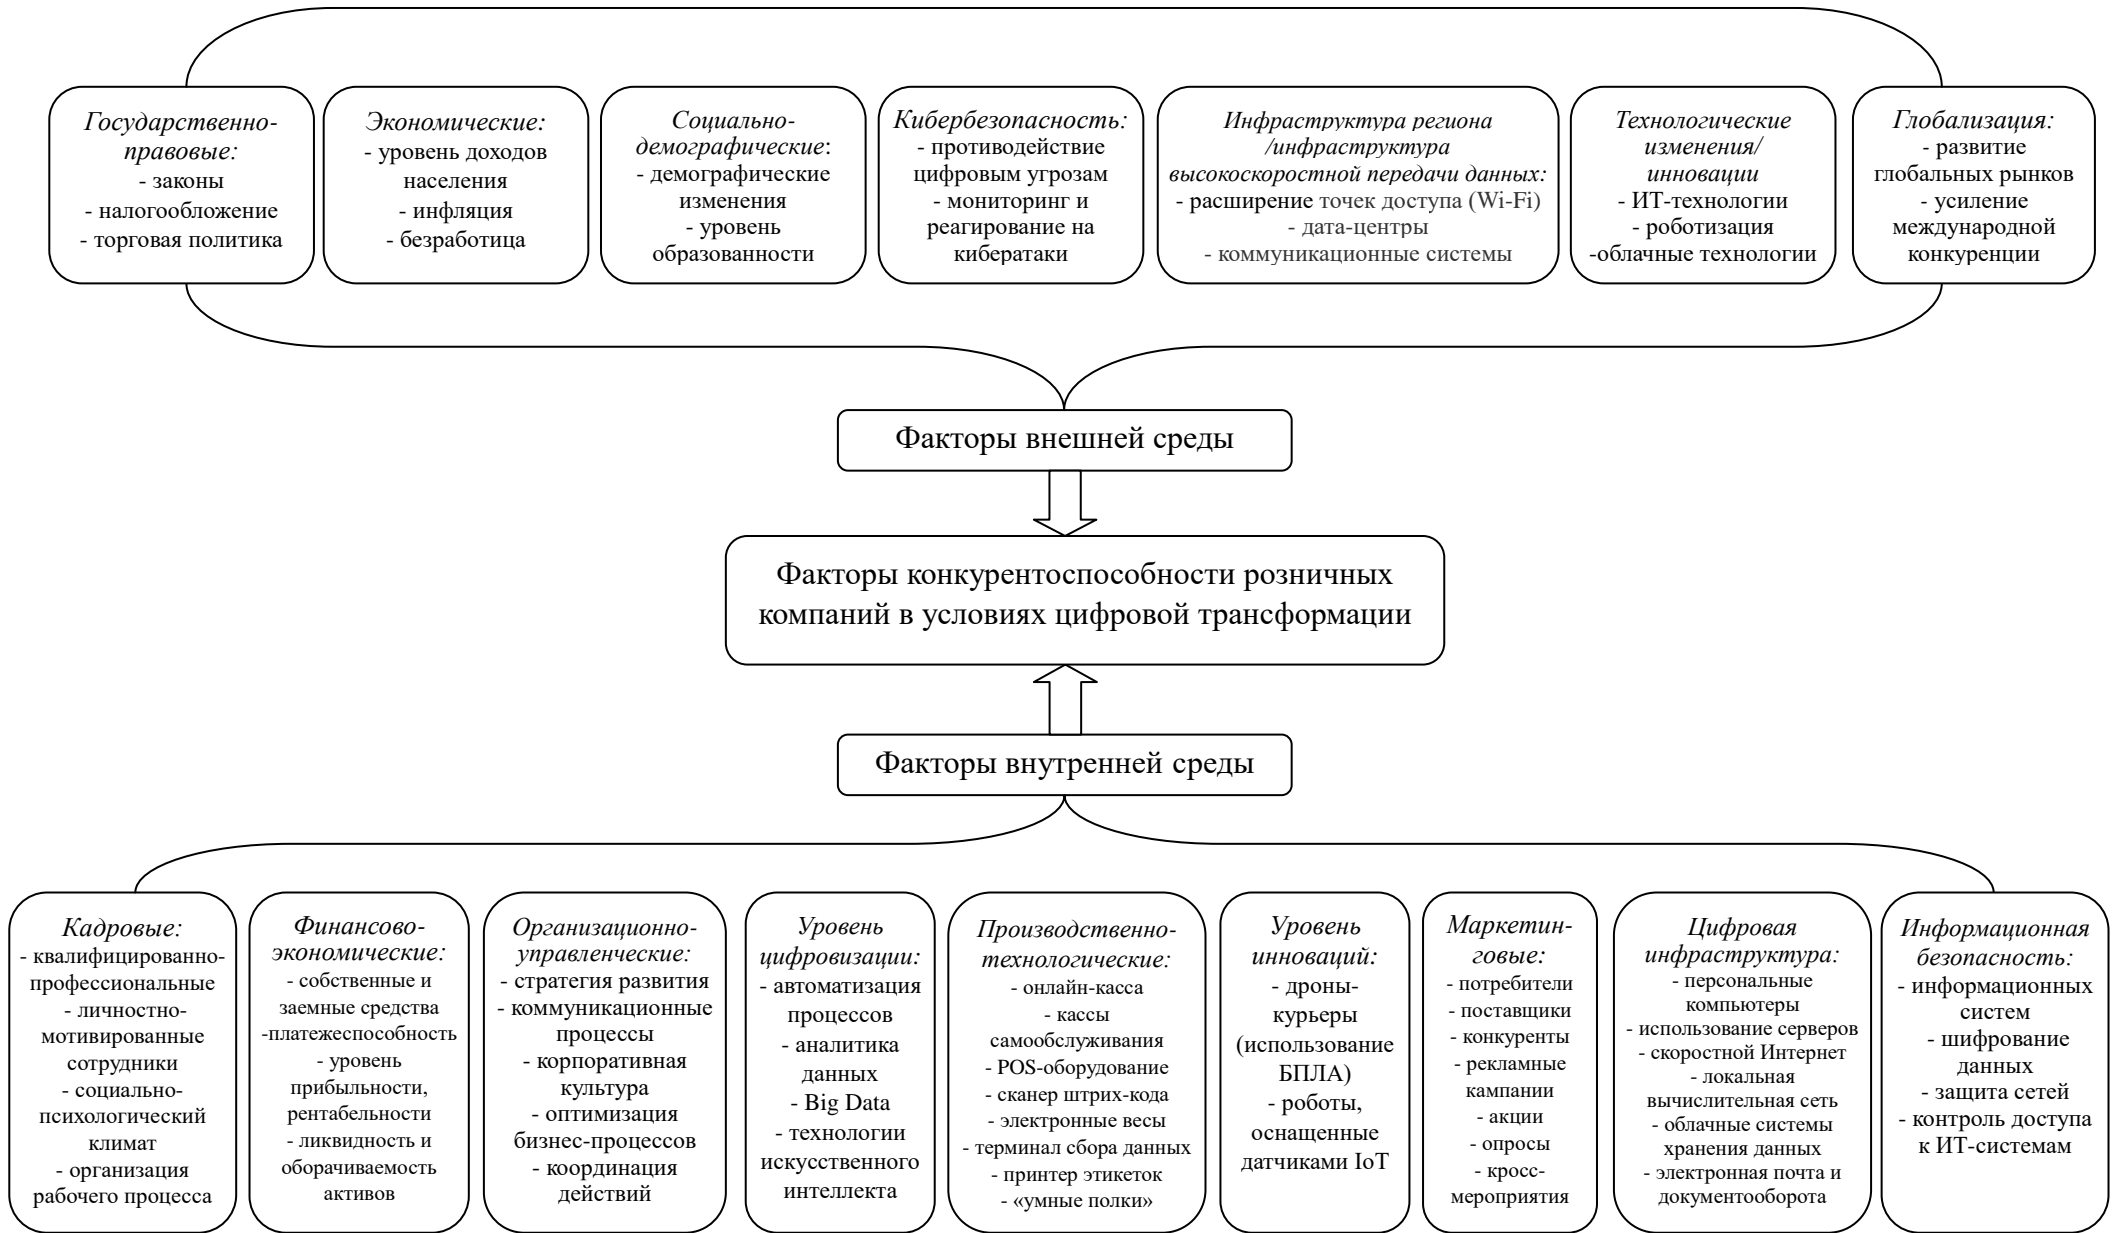 Государственно-
правовые:
- законы
- налогообложение
- торговая политика
Экономические:
- уровень доходов
населения
- инфляция
- безработица
Социально-
демографические:
- демографические
изменения
- уровень
образованности
Кибербезопасность:
- противодействие
цифровым угрозам
- мониторинг и
реагирование на
кибератаки
Инфраструктура региона
/инфраструктура
высокоскоростной передачи данных:
- расширение точек доступа (Wi-Fi)
- дата-центры
- коммуникационные системы
Технологические
изменения/
инновации
- ИТ-технологии
- роботизация
-облачные технологии
Глобализация:
- развитие
глобальных рынков
- усиление
международной
конкуренции
Факторы внешней среды
Факторы конкурентоспособности розничных
компаний в условиях цифровой трансформации
Факторы внутренней среды
Кадровые:
- квалифицированно-
профессиональные
- личностно-
мотивированные
сотрудники
- социально-
психологический
климат
- организация
рабочего процесса
Финансово-
экономические:
- собственные и
заемные средства
-платежеспособность
- уровень
прибыльности,
рентабельности
- ликвидность и
оборачиваемость
активов
Организационно-
управленческие:
- стратегия развития
- коммуникационные
процессы
- корпоративная
культура
- оптимизация
бизнес-процессов
- координация
действий
Уровень
цифровизации:
- автоматизация
процессов
- аналитика
данных
- Big Data
- технологии
искусственного
интеллекта
Производственно-
технологические:
- онлайн-касса
- кассы
самообслуживания
- POS-оборудование
- сканер штрих-кода
- электронные весы
- терминал сбора данных
- принтер этикеток
- «умные полки»
Уровень
инноваций:
- дроны-
курьеры
(использование
БПЛА)
- роботы,
оснащенные
датчиками IoT
Маркетин-
говые:
- потребители
- поставщики
- конкуренты
- рекламные
кампании
- акции
- опросы
- кросс-
мероприятия
Цифровая
инфраструктура:
- персональные
компьютеры
- использование серверов
- скоростной Интернет
- локальная
вычислительная сеть
- облачные системы
хранения данных
- электронная почта и
документооборота
Информационная
безопасность:
- информационных
систем
- шифрование
данных
- защита сетей
- контроль доступа
к ИТ-системам